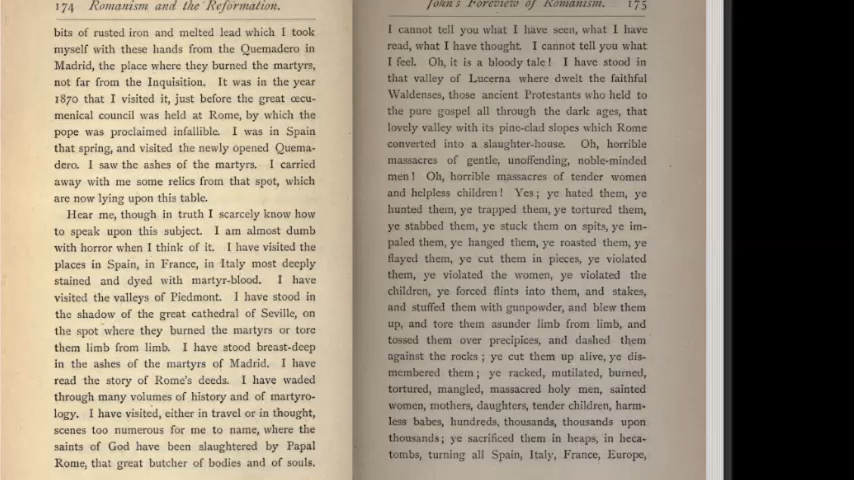 174 Romanism and the Reformation.
bits of rusted iron and melted lead which I took
myself with these hands from the Quemadero in
Madrid, the place where they burned the martyrs,
not far from the Inquisition. It was in the year
1870 that I visited it, just before the great œcu-
menical council was held at Rome, by which the
pope was proclaimed infallible. I was in Spain
that spring, and visited the newly opened Quema-
dero. I saw the ashes of the martyrs. I carried
away with me some relics from that spot, which
are now lying upon this table.
Hear me, though in truth I scarcely know how
to speak upon this subject. I am almost dumb
with horror when I think of it. I have visited the
places in Spain, in France, in Italy most deeply
stained and dyed with martyr-blood. I have
visited the valleys of Piedmont. I have stood in
the shadow of the great cathedral of Seville, on
the spot where they burned the martyrs or tore
them limb from limb. I have stood breast-deep
in the ashes of the martyrs of Madrid. I have
read the story of Rome's deeds. I have waded
through many volumes of history and of martyro-
logy. I have visited, either in travel or in thought,
scenes too numerous for me to name, where the
saints of God have been slaughtered by Papal
Rome, that great butcher of bodies and of souls.
John's Foreview of Romanism. 175
I cannot tell you what I have seen, what I have
read, what I have thought. I cannot tell you what
I feel. Oh, it is a bloody tale! I have stood in
that valley of Lucerna where dwelt the faithful
Waldenses, those ancient Protestants who held to
the pure gospel all through the dark ages, that
lovely valley with its pine-clad slopes which Rome
converted into a slaughter-house. Oh, horrible
massacres of gentle, unoffending, noble-minded
men! Oh, horrible massacres of tender women
and helpless children! Yes; ye hated them, ye
hunted them, ye trapped them, ye tortured them,
ye stabbed them, ye stuck them on spits, ye im-
paled them, ye hanged them, ye roasted them, ye
flayed them, ye cut them in pieces, ye violated
them, ye violated the women, ye violated the
children, ye forced flints into them, and stakes,
and stuffed them with gunpowder, and blew them
up, and tore them asunder limb from limb, and
tossed them over precipices, and dashed them
against the rocks; ye cut them up alive, ye dis-
membered them; ye racked, mutilated, burned,
tortured, mangled, massacred holy men, sainted
women, mothers, daughters, tender children, harm-
less babes, hundreds, thousands, thousands upon
thousands; ye sacrificed them in heaps, in heca-
tombs, turning all Spain, Italy, France, Europe,